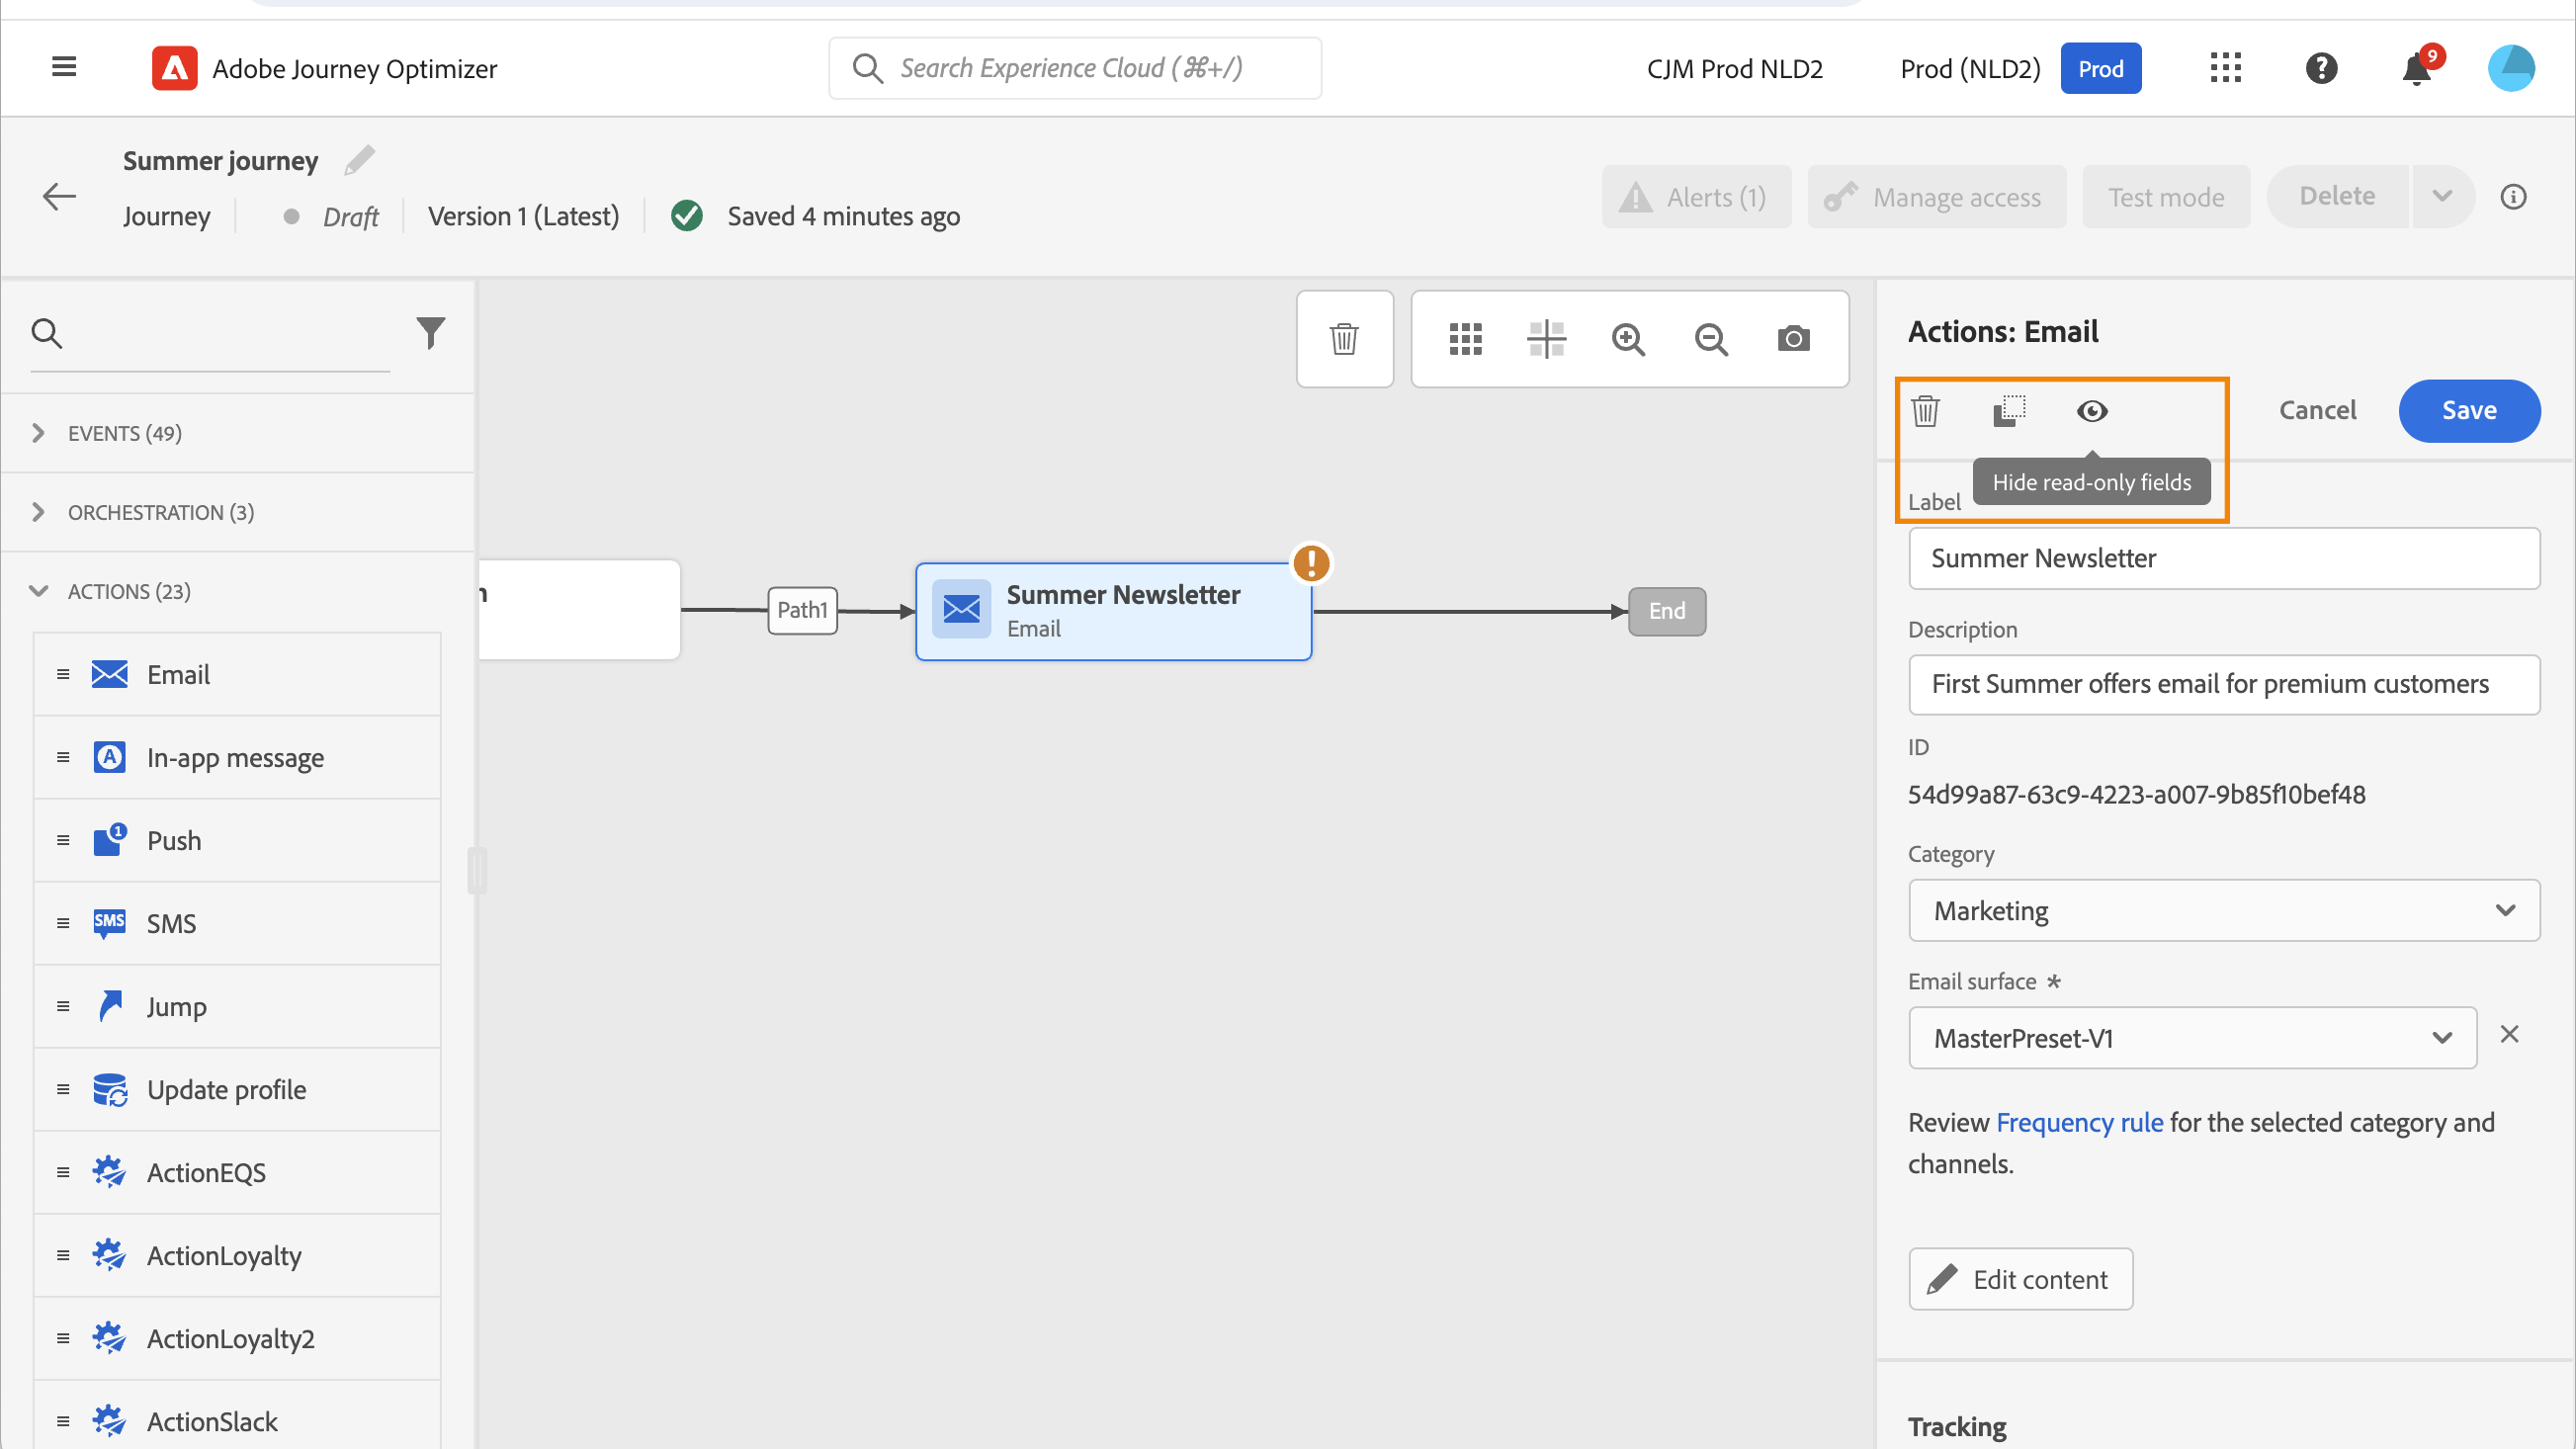 Adobe Journey Optimizer
Search Experience Cloud (⌘+/)
CJM Prod NLD2
Prod (NLD2)
Prod
9
Summer journey
Journey
Draft
Version 1 (Latest)
Saved 4 minutes ago
Alerts (1)
Manage access
Test mode
Delete
EVENTS (49)
ORCHESTRATION (3)
ACTIONS (23)
Email
In-app message
1
Push
SMS
SMS
Jump
Update profile
ActionEQS
ActionLoyalty
ActionLoyalty2
ActionSlack
Path1
Summer Newsletter
Email
End
Actions: Email
Cancel
Save
Hide read-only fields
Label
Summer Newsletter
Description
First Summer offers email for premium customers
ID
54d99a87-63c9-4223-a007-9b85f10bef48
Category
Marketing
Email surface *
MasterPreset-V1
Review Frequency rule for the selected category and
channels.
Edit content
Tracking